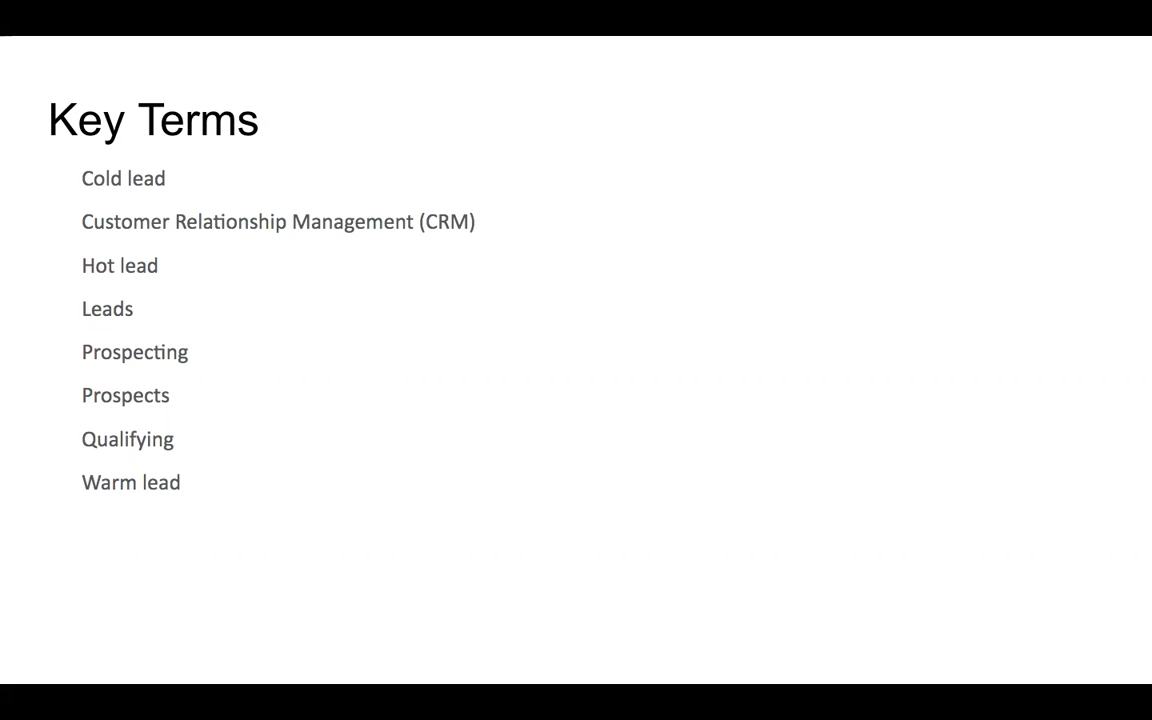 Key Terms
Cold lead
Customer Relationship Management (CRM)
Hot lead
Leads
Prospecting
Prospects
Qualifying
Warm lead